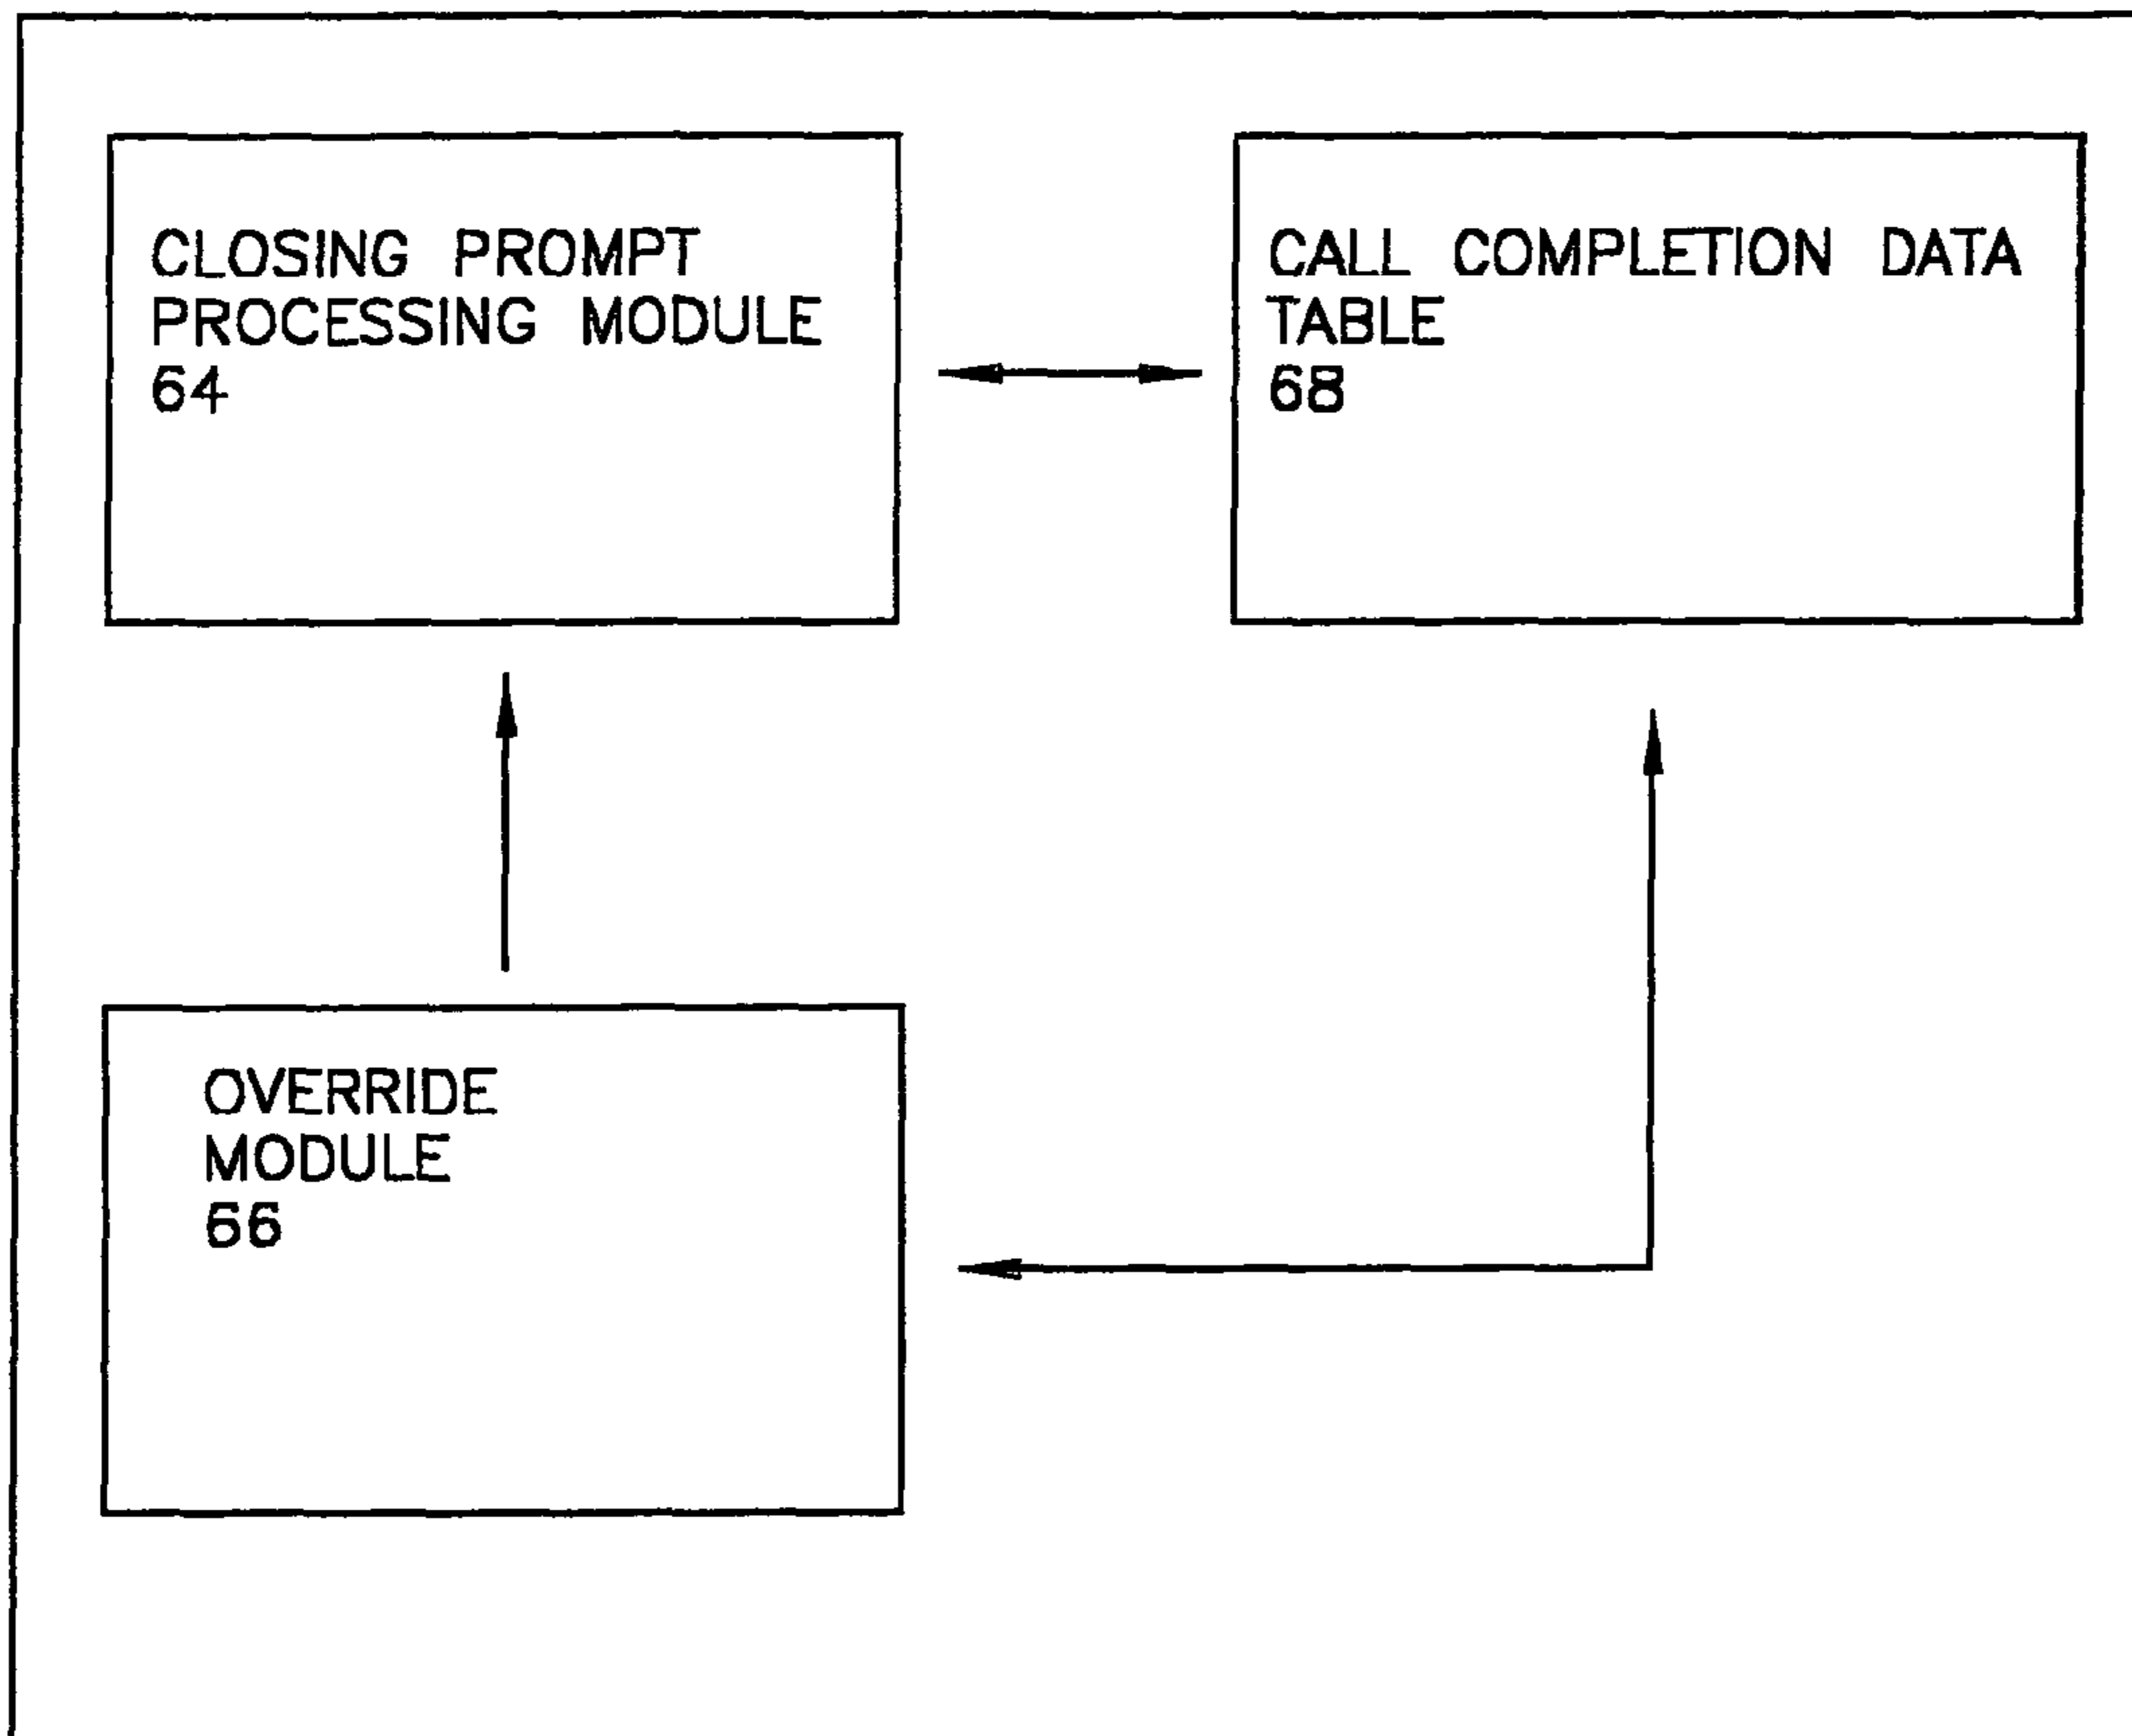 CLOSING PROMPT
PROCESSING MODULE
64
CALL COMPLETION DATA
TABLE
68
OVERRIDE
MODULE
66